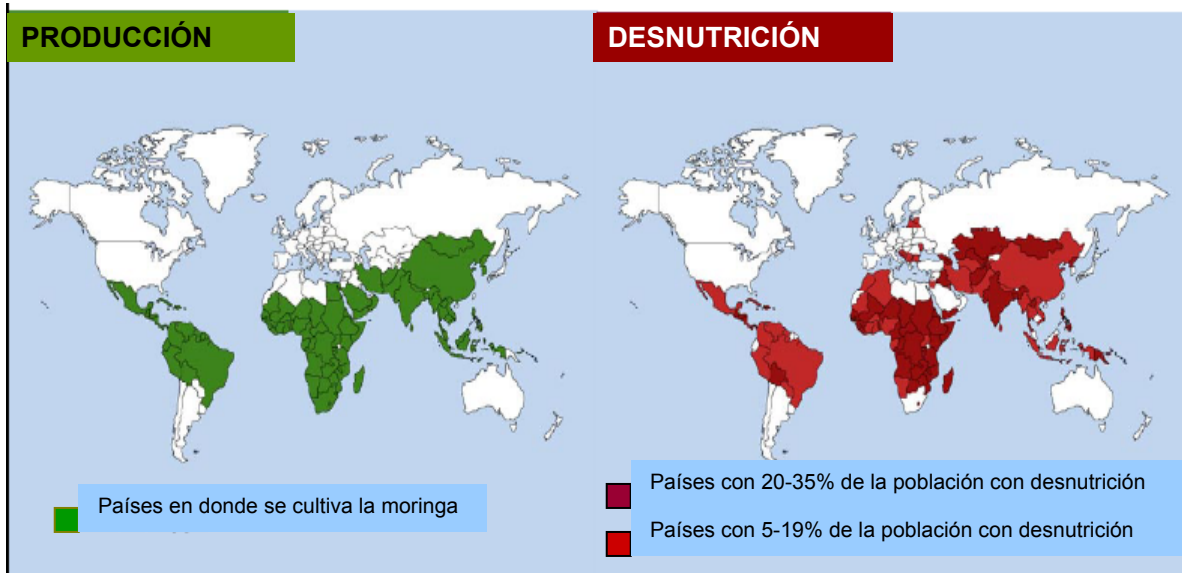 PRODUCCIÓN
DESNUTRICIÓN
Países en donde se cultiva la moringa
Países con 20-35% de la población con desnutrición
Países con 5-19% de la población con desnutrición